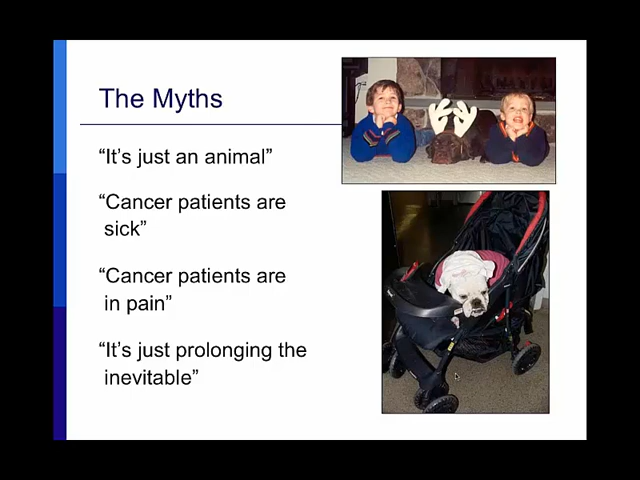 The Myths
“It’s just an animal”
“Cancer patients are
sick”
“Cancer patients are
in pain”
“It’s just prolonging the
inevitable”